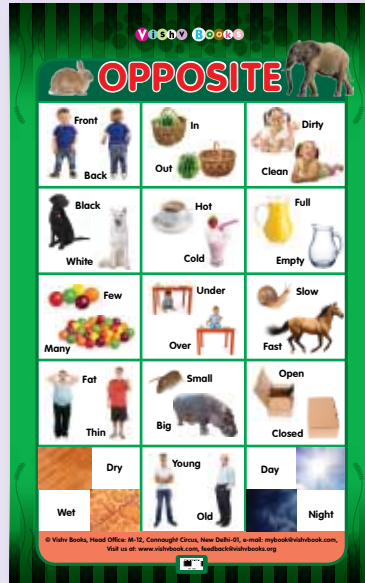 Vishv Books
OPPOSITE
Front
Back
In
Out
Dirty
Clean
Black
White
Hot
Cold
Full
Empty
Few
Many
Under
Over
Slow
Fast
Fat
Thin
Small
Big
Open
Closed
Dry
Wet
Young
Old
Day
Night
© Vishv Books, Head Office: M-12, Connaught Circus, New Delhi-01, e-mail: mybook@vishvbook.com,
Visit us at: www.vishvbook.com, feedback@vishvbooks.org